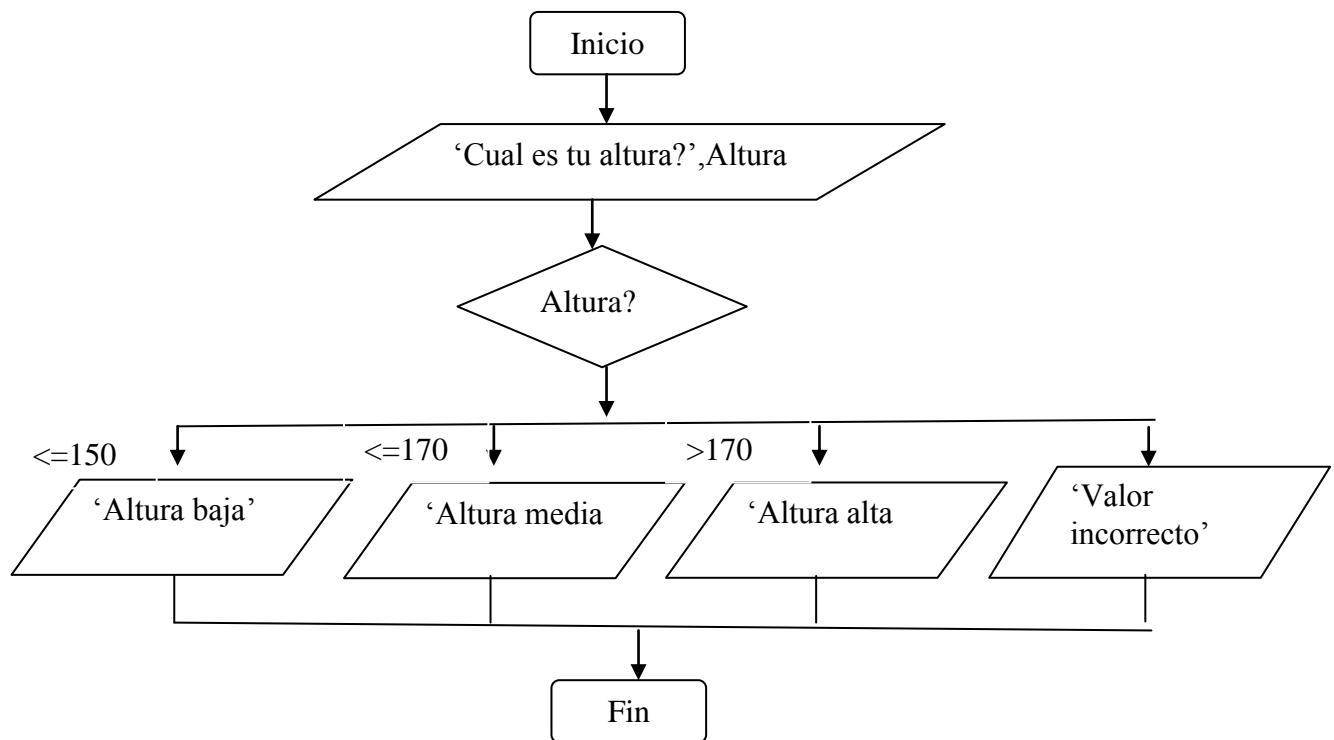 Inicio
‘Cual es tu altura?’,Altura
Altura?
<=150
<=170
>170
‘Altura baja’
‘Altura media
‘Altura alta
‘Valor
incorrecto’
Fin